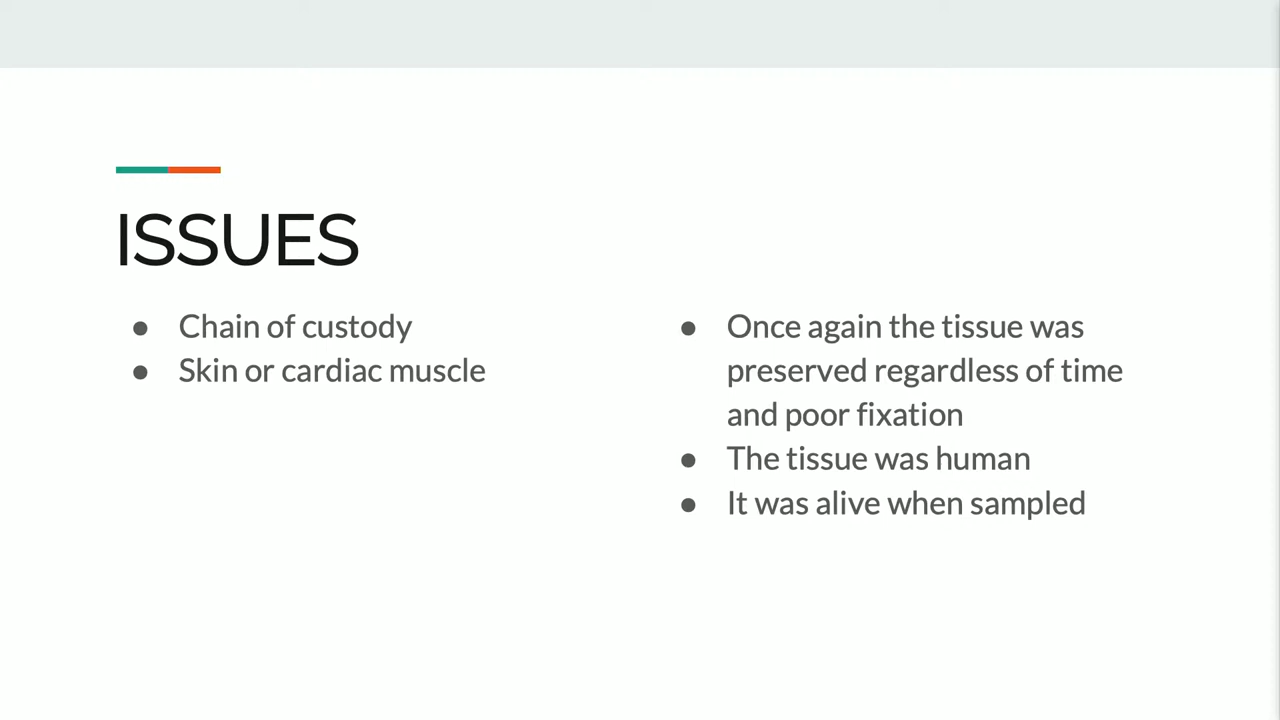 ISSUES
● Chain of custody
● Skin or cardiac muscle
● Once again the tissue was
preserved regardless of time
and poor fixation
● The tissue was human
● It was alive when sampled